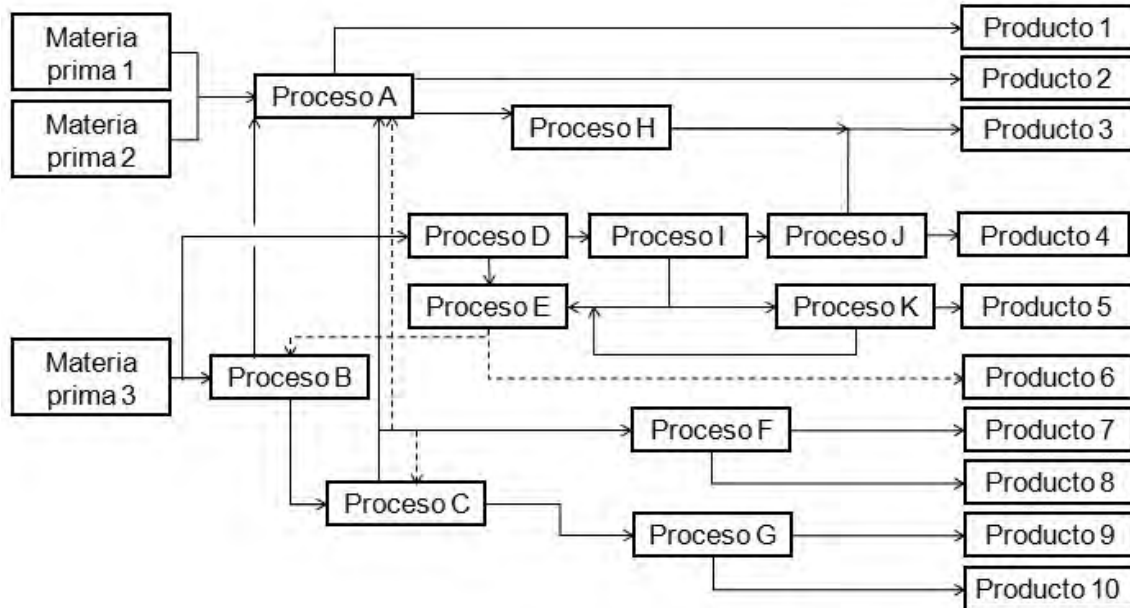 Materia
prima 1
Producto 1
Proceso A
Producto 2
Materia
prima 2
Proceso H
Producto 3
Proceso D
Proceso I
Proceso J
Producto 4
Proceso E
Proceso K
Producto 5
Materia
prima 3
Proceso B
Producto 6
Proceso F
Producto 7
Proceso C
Producto 8
Proceso G
Producto 9
Producto 10